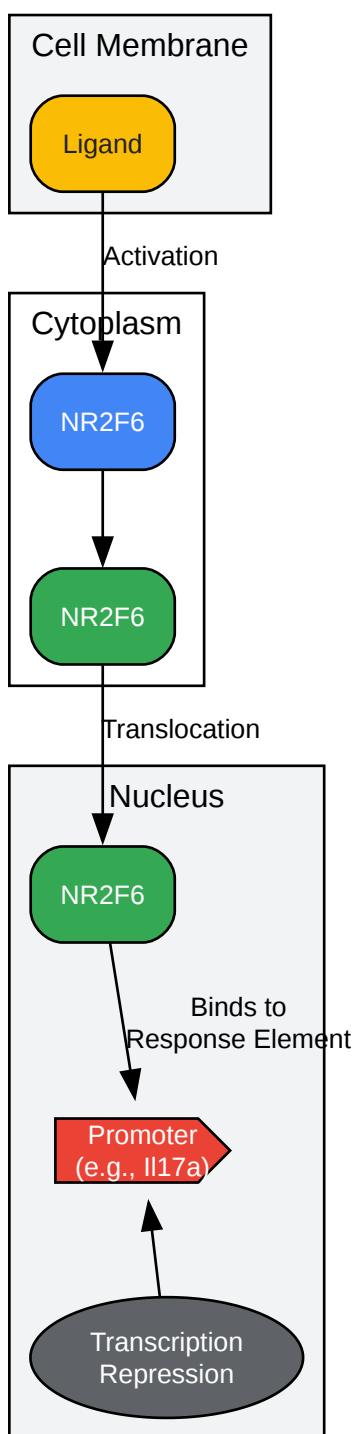 Cell Membrane
Ligand
Activation
Cytoplasm
NR2F6
NR2F6
Translocation
Nucleus
NR2F6
Binds to
Response Element
Promoter
(e.g., Il17a)
Transcription
Repression